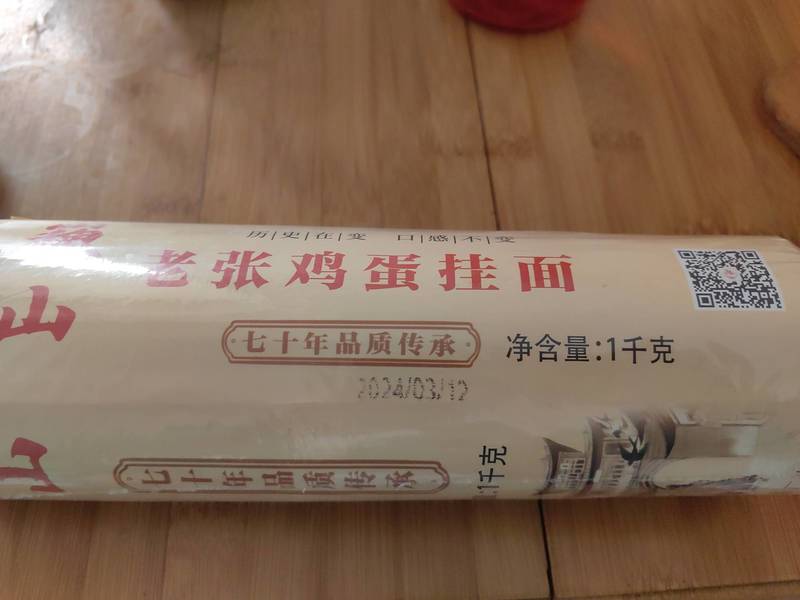 历史在变 口感不变
老张鸡蛋挂面
七十年品质传承
净含量:1千克
2024/03/12
七十年品质传承
:1千克
山